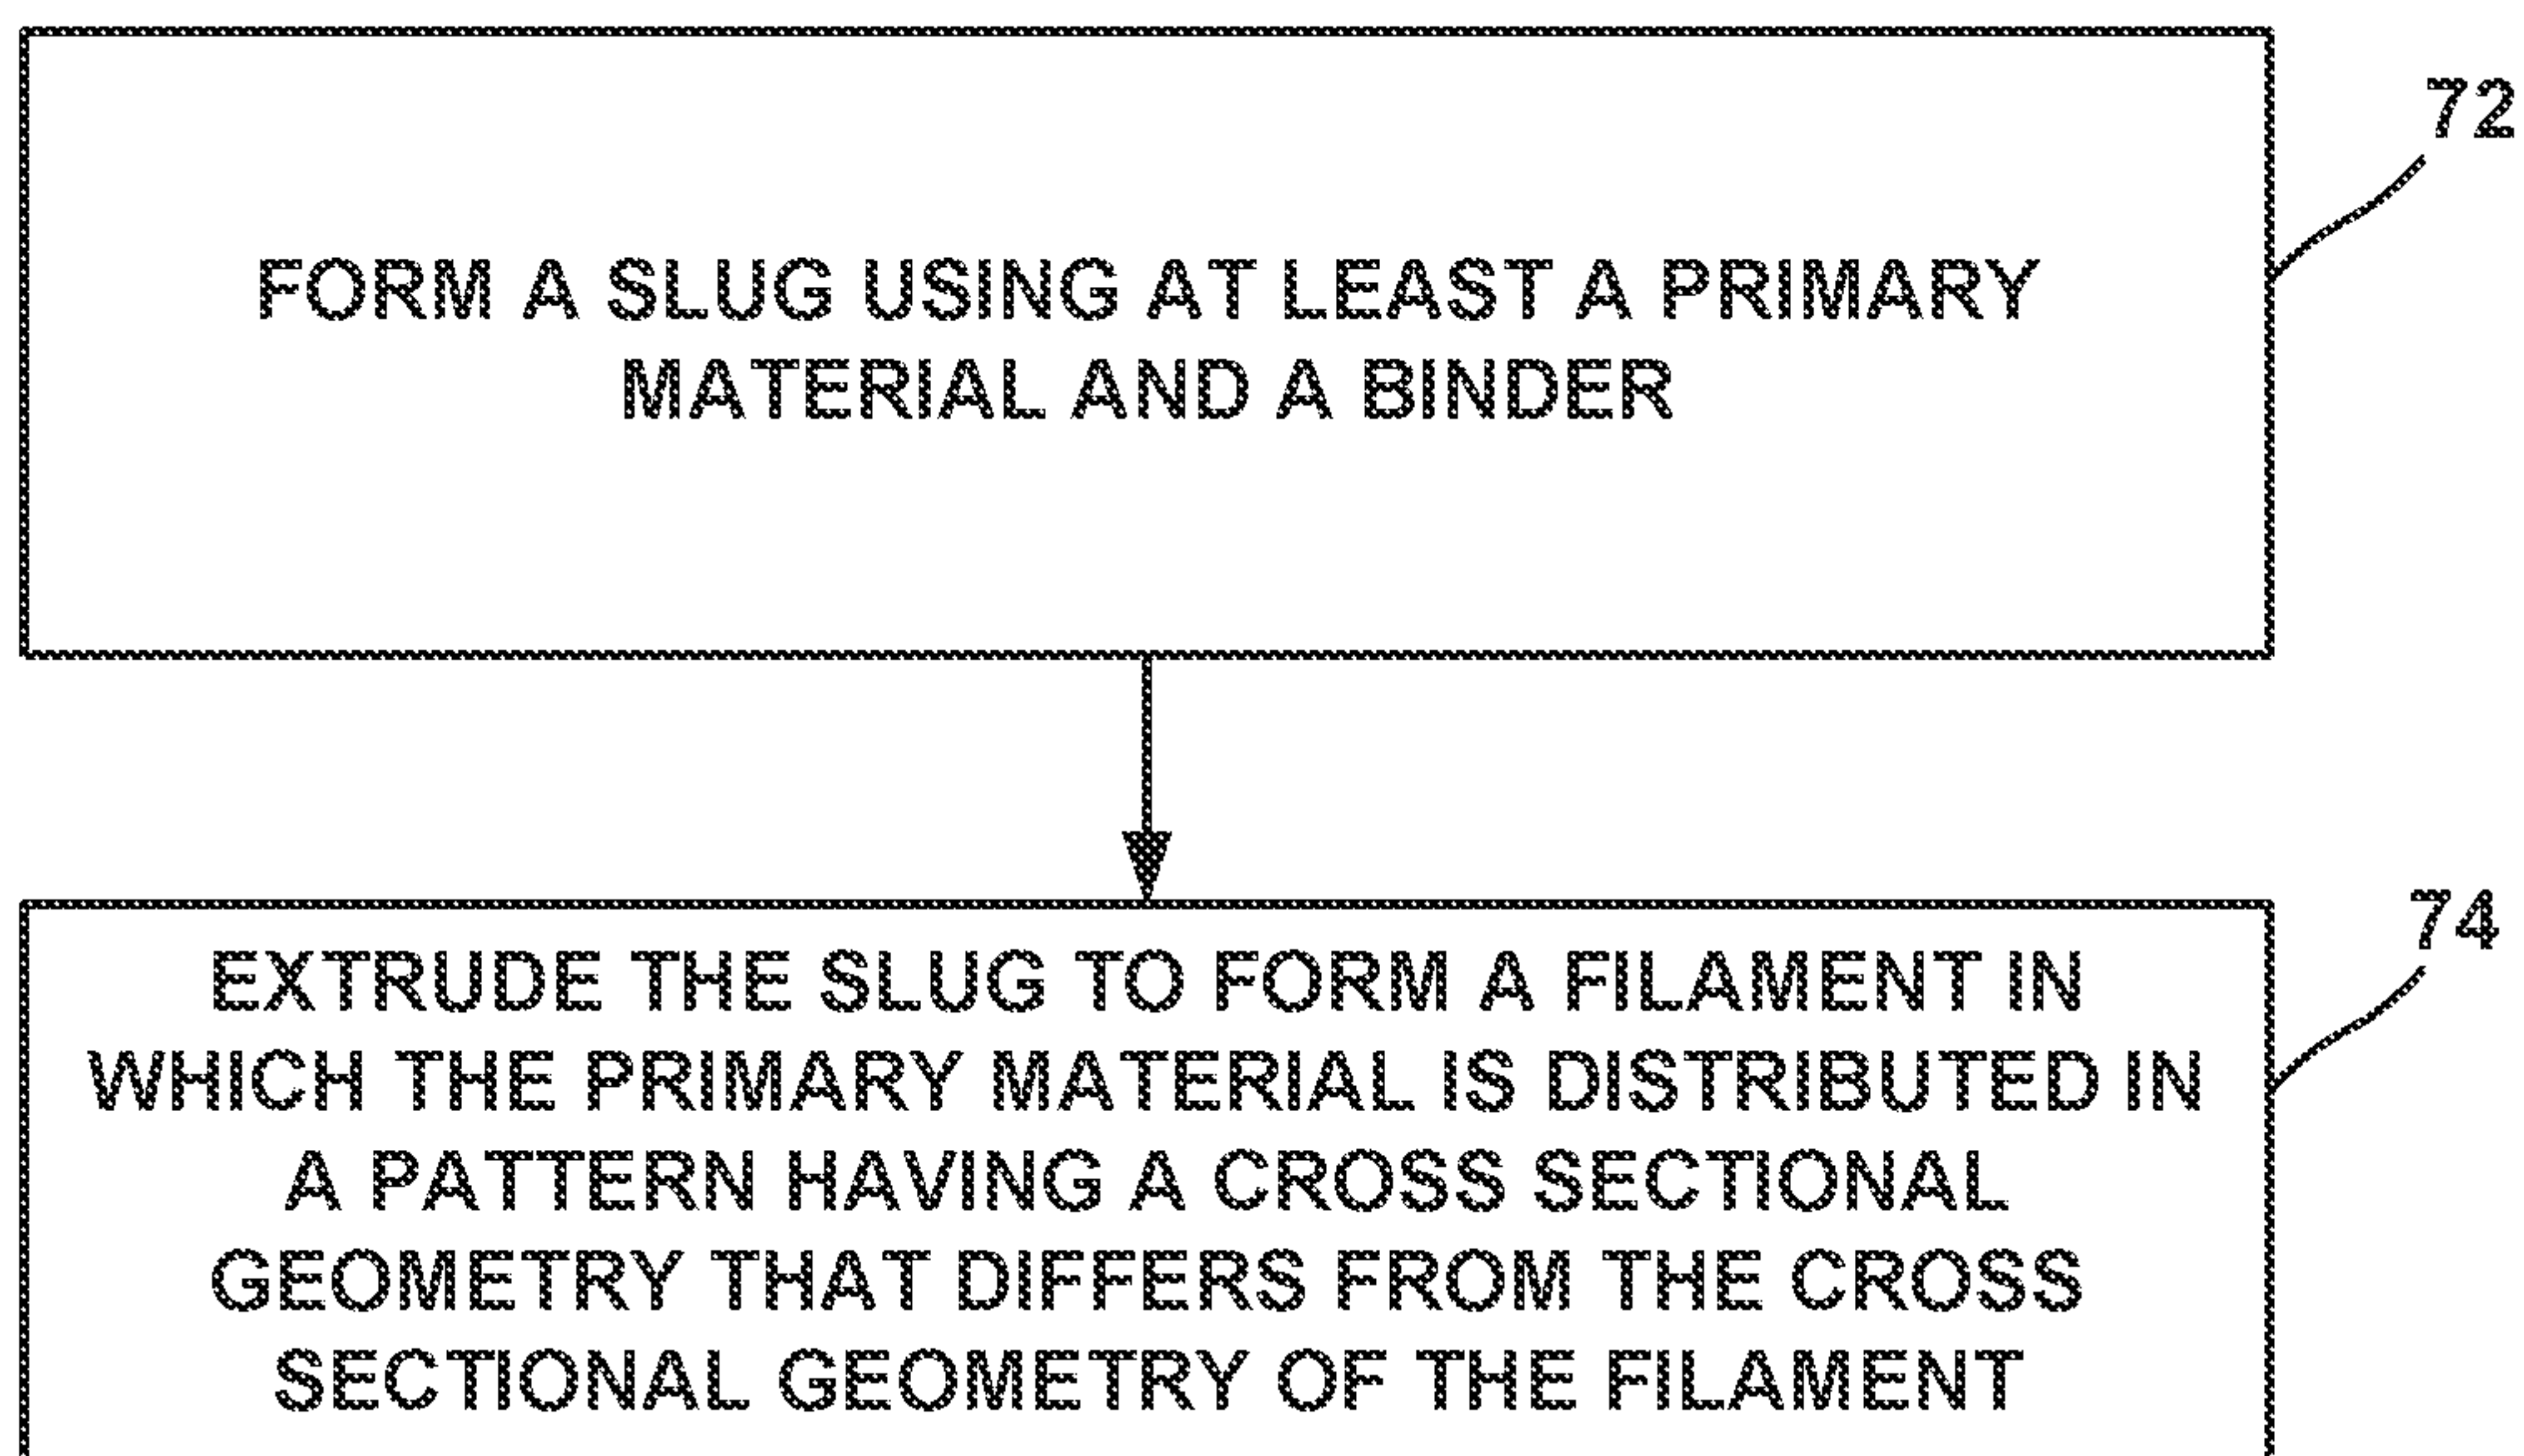 72
FORM A SLUG USING AT LEAST A PRIMARY
MATERIAL AND A BINDER
74
EXTRUDE THE SLUG TO FORM A FILAMENT IN
WHICH THE PRIMARY MATERIAL IS DISTRIBUTED IN
A PATTERN HAVING A CROSS SECTIONAL
GEOMETRY THAT DIFFERS FROM THE CROSS
SECTIONAL GEOMETRY OF THE FILAMENT